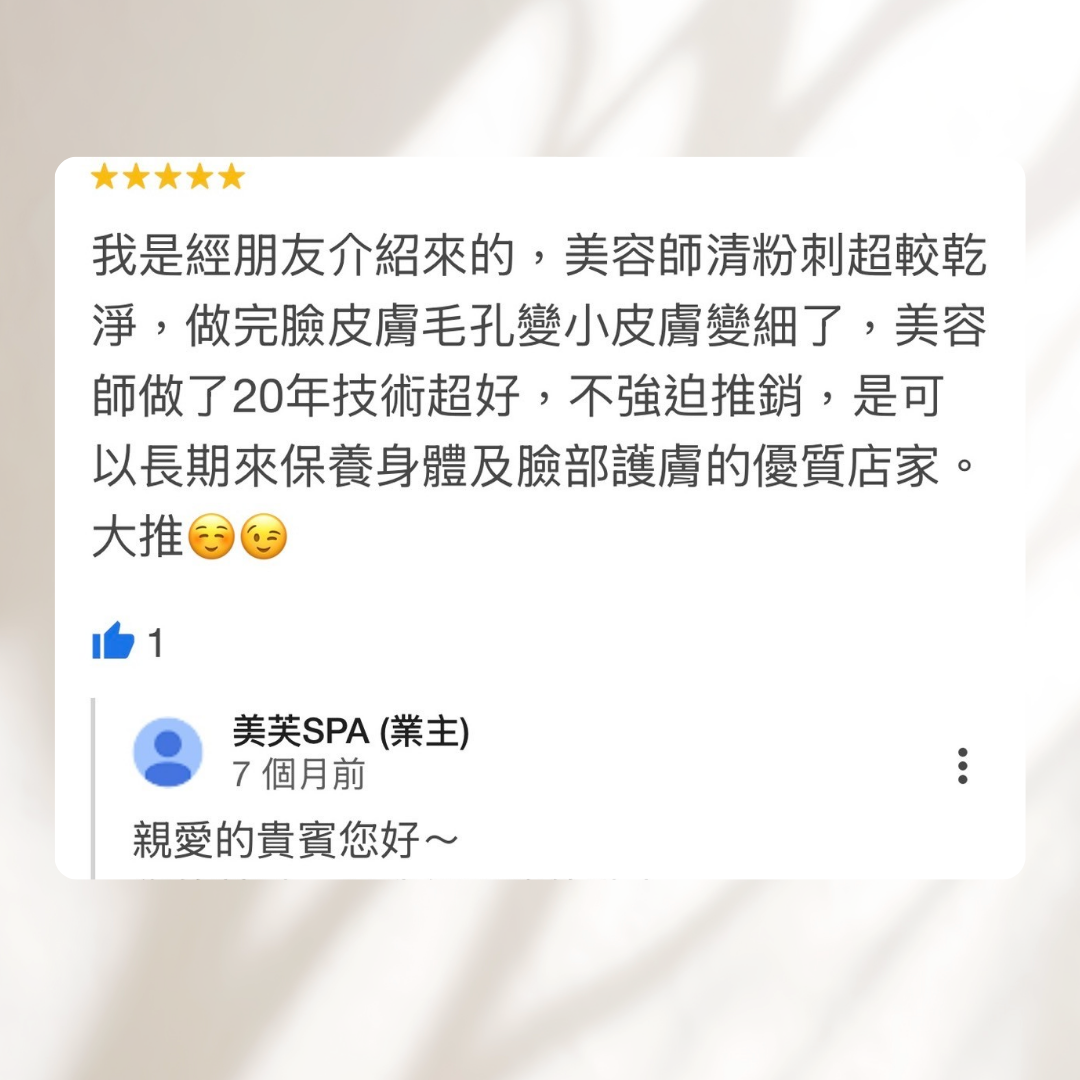 ★★★★★
我是經朋友介紹來的，美容師清粉刺超較乾
淨，做完臉皮膚毛孔變小皮膚變細了，美容
師做了20年技術超好，不強迫推銷，是可
以長期來保養身體及臉部護膚的優質店家。
大推☺️😉
1
美芙SPA (業主)
7 個月前
親愛的貴賓您好～